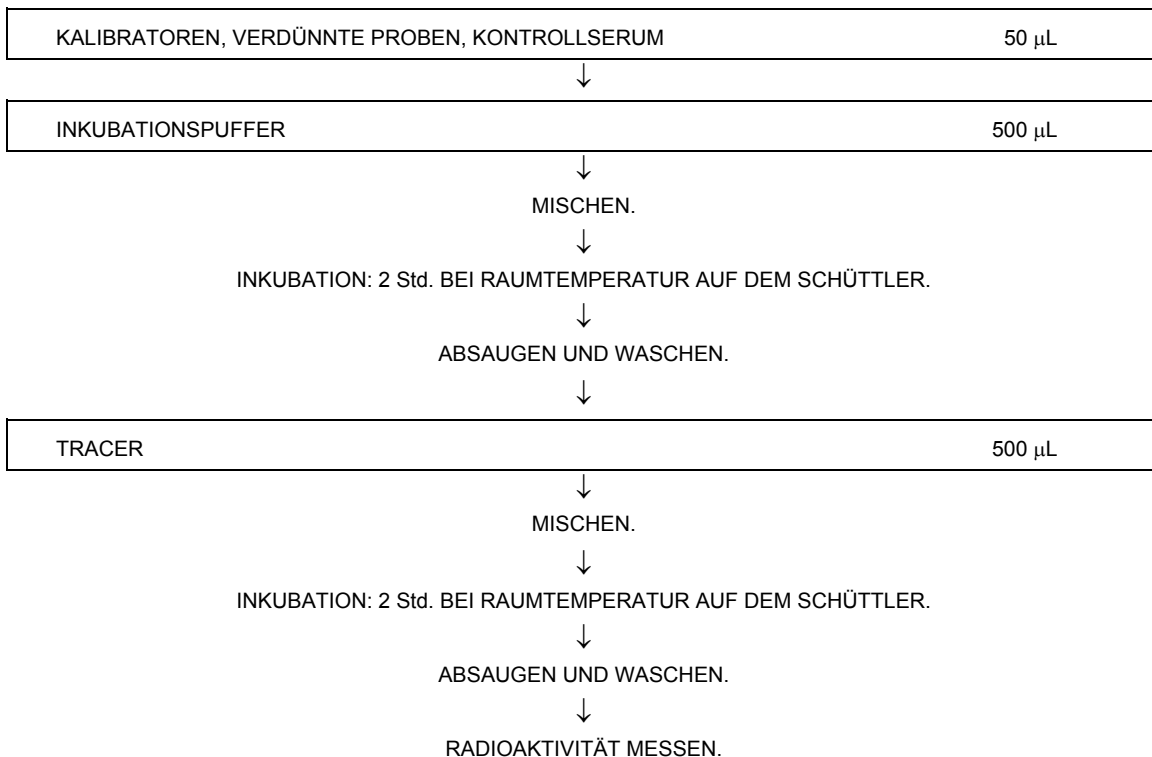 KALIBRATOREN, VERDÜNNTE PROBEN, KONTROLLSERUM 50 μL
↓
INKUBATIONSPUFFER 500 μL
↓
MISCHEN.
↓
INKUBATION: 2 Std. BEI RAUMTEMPERATUR AUF DEM SCHÜTTLER.
↓
ABSAUGEN UND WASCHEN.
↓
TRACER 500 μL
↓
MISCHEN.
↓
INKUBATION: 2 Std. BEI RAUMTEMPERATUR AUF DEM SCHÜTTLER.
↓
ABSAUGEN UND WASCHEN.
↓
RADIOAKTIVITÄT MESSEN.